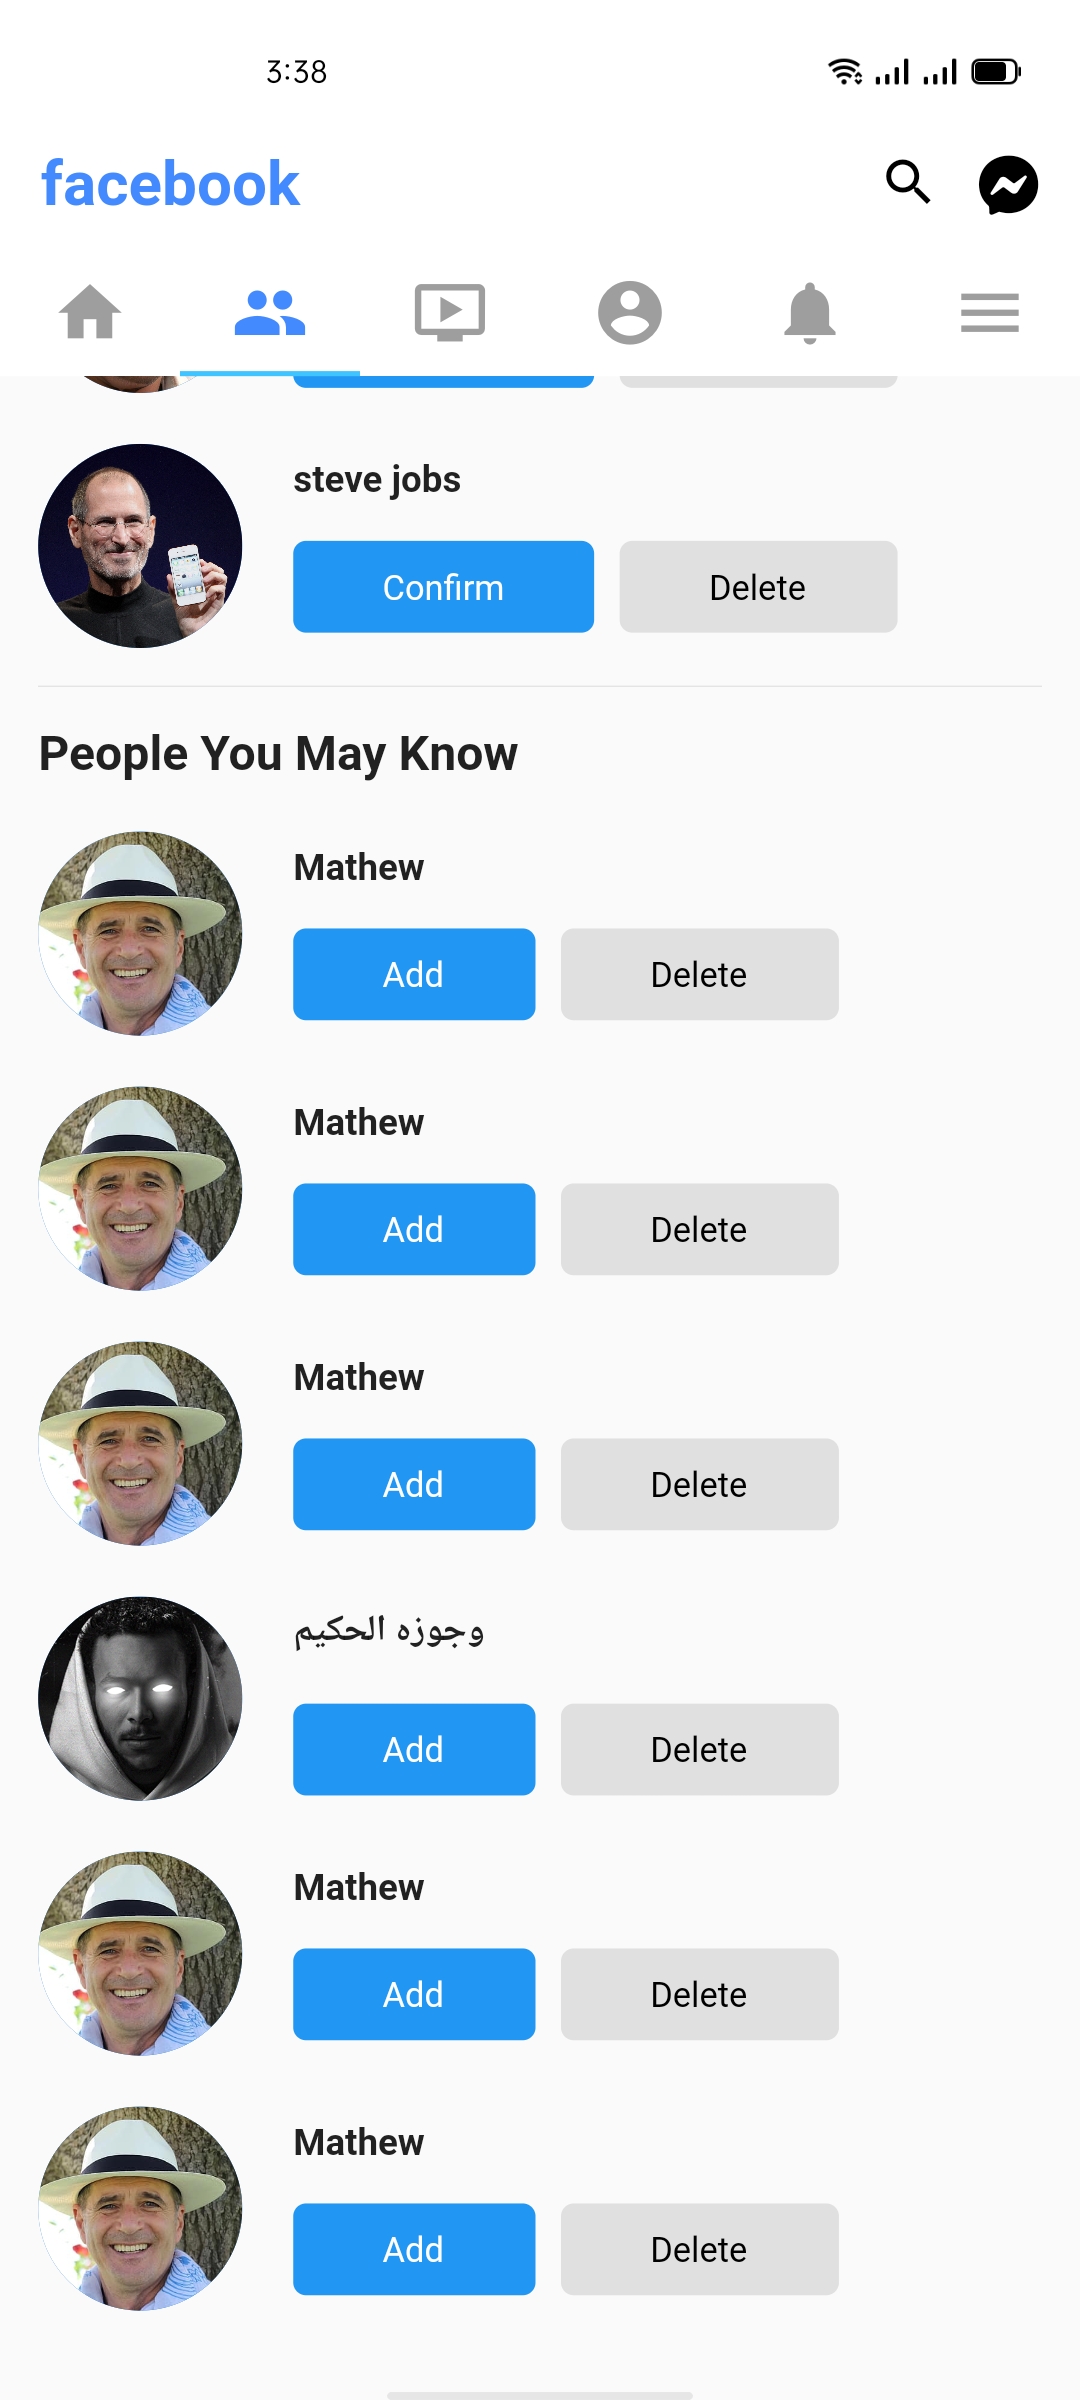 3:38
facebook
steve jobs
Confirm
Delete
People You May Know
Mathew
Add
Delete
Mathew
Add
Delete
Mathew
Add
Delete
وجوزه الحكيم
Add
Delete
Mathew
Add
Delete
Mathew
Add
Delete